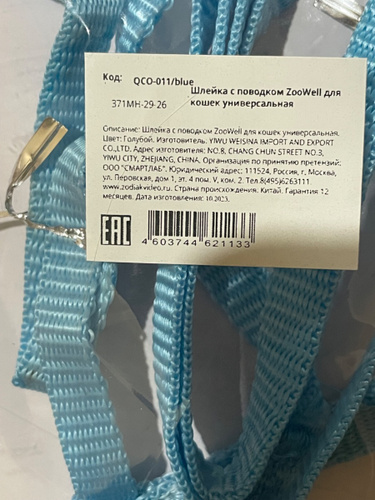 Код: QCO-011/blue
Шлейка с поводком ZooWell для
371МН-29-26 кошек универсальная
Описание: Шлейка с поводком ZooWell для кошек универсальная.
Цвет: Голубой. Изготовитель: YIWU WEISINA IMPORT AND EXPORT
CO.,LTD. Адрес изготовителя: NO.8, CHANG CHUN STREET NO.3,
YIWU CITY, ZHEJIANG, CHINA, Организация по принятию претензий:
ООО "СМАРТЛАБ", Юридический адрес: 111524, Россия, г, Москва,
ул. Перовская, дом 1, эт. 4 пом. V, ком. 2. Тел.8(495)6263111.
www.zodiakvideo.ru. Страна происхождения: Китай. Гарантия 12
месяцев. Дата изготовления: 10.2023.
EAC
4 603744 621133